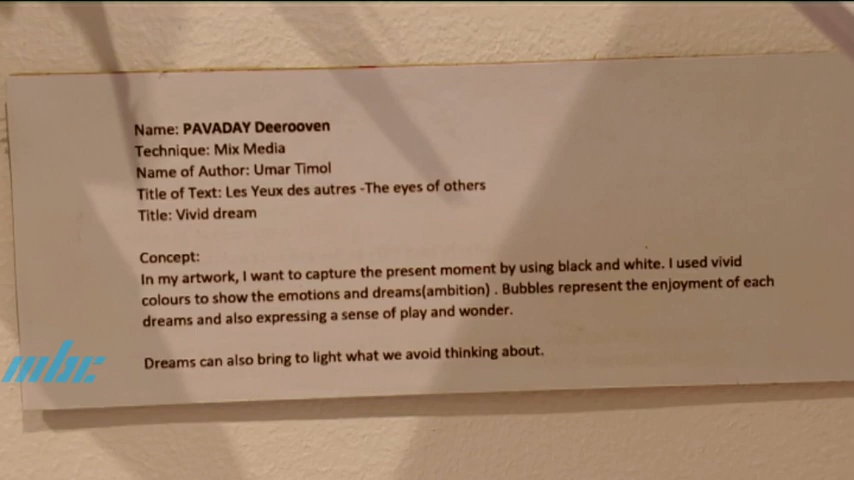 Name: PAVADAY Deerooven
Technique: Mix Media
Name of Author: Umar Timol
Title of Text: Les Yeux des autres -The eyes of others
Title: Vivid dream
Concept:
In my artwork, I want to capture the present moment by using black and white. I used vivid
colours to show the emotions and dreams(ambition) . Bubbles represent the enjoyment of each
dreams and also expressing a sense of play and wonder.
Dreams can also bring to light what we avoid thinking about.
mbc